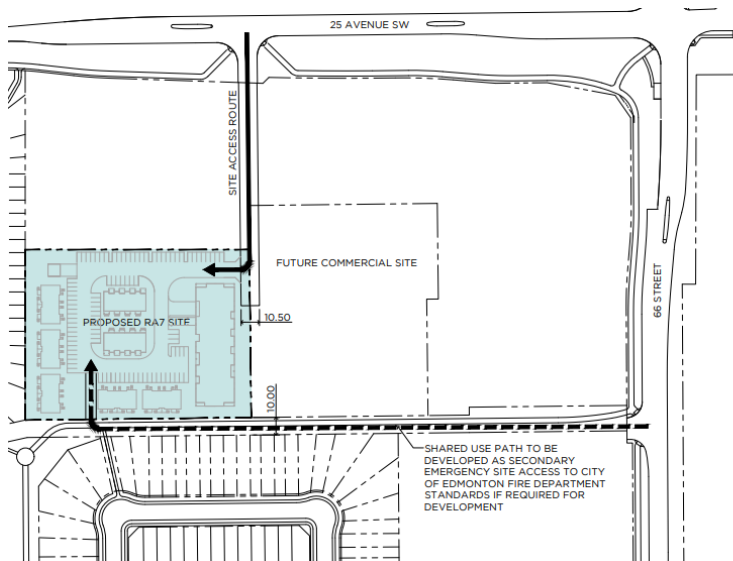 25 AVENUE SW
SITE ACCESS ROUTE
FUTURE COMMERCIAL SITE
66 STREET
PROPOSED RA7 SITE
10.50
10.00
SHARED USE PATH TO BE
DEVELOPED AS SECONDARY
EMERGENCY SITE ACCESS TO CITY
OF EDMONTON FIRE DEPARTMENT
STANDARDS IF REQUIRED FOR
DEVELOPMENT